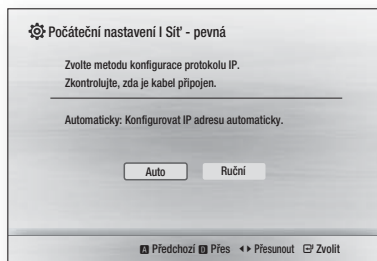 Počáteční nastavení I Síť - pevná
Zvolte metodu konfigurace protokolu IP.
Zkontrolujte, zda je kabel připojen.
Automaticky: Konfigurovat IP adresu automaticky.
Auto Ruční
A Předchozí D Přes Přesunout Zvolit